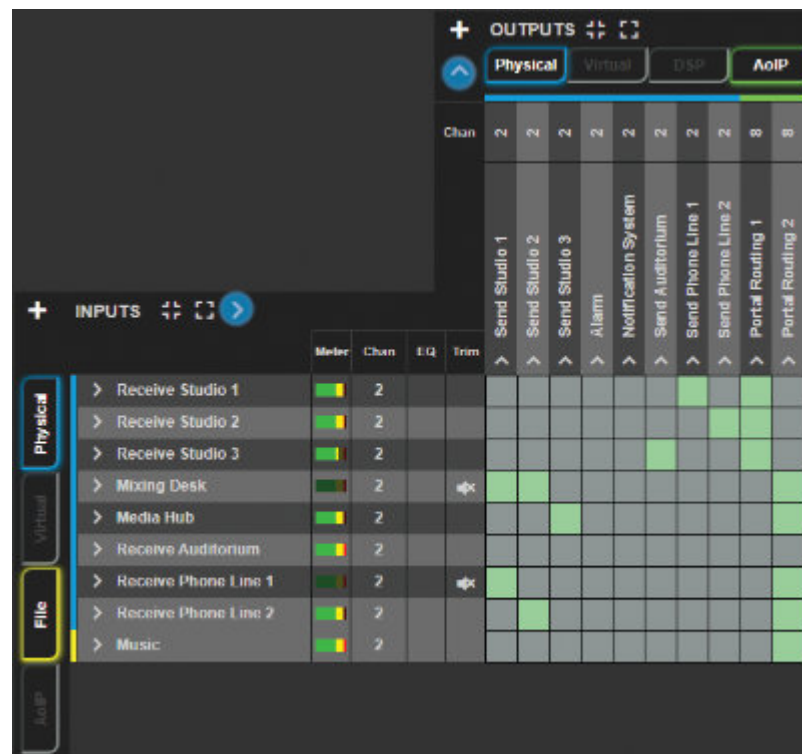 + OUTPUTS
Physical Virtual DSP AoIP
Chan 2 2 2 2 2 2 2 2 8 8
Send Studio 1
Send Studio 2
Send Studio 3
Alarm
Notification System
Send Auditorium
Send Phone Line 1
Send Phone Line 2
Portal Routing 1
Portal Routing 2
+ INPUTS
Meter Chan EQ Trim
Physical
Virtual
File
AoIP
Receive Studio 1 2
Receive Studio 2 2
Receive Studio 3 2
Mixing Desk 2
Media Hub 2
Receive Auditorium 2
Receive Phone Line 1 2
Receive Phone Line 2 2
Music 2